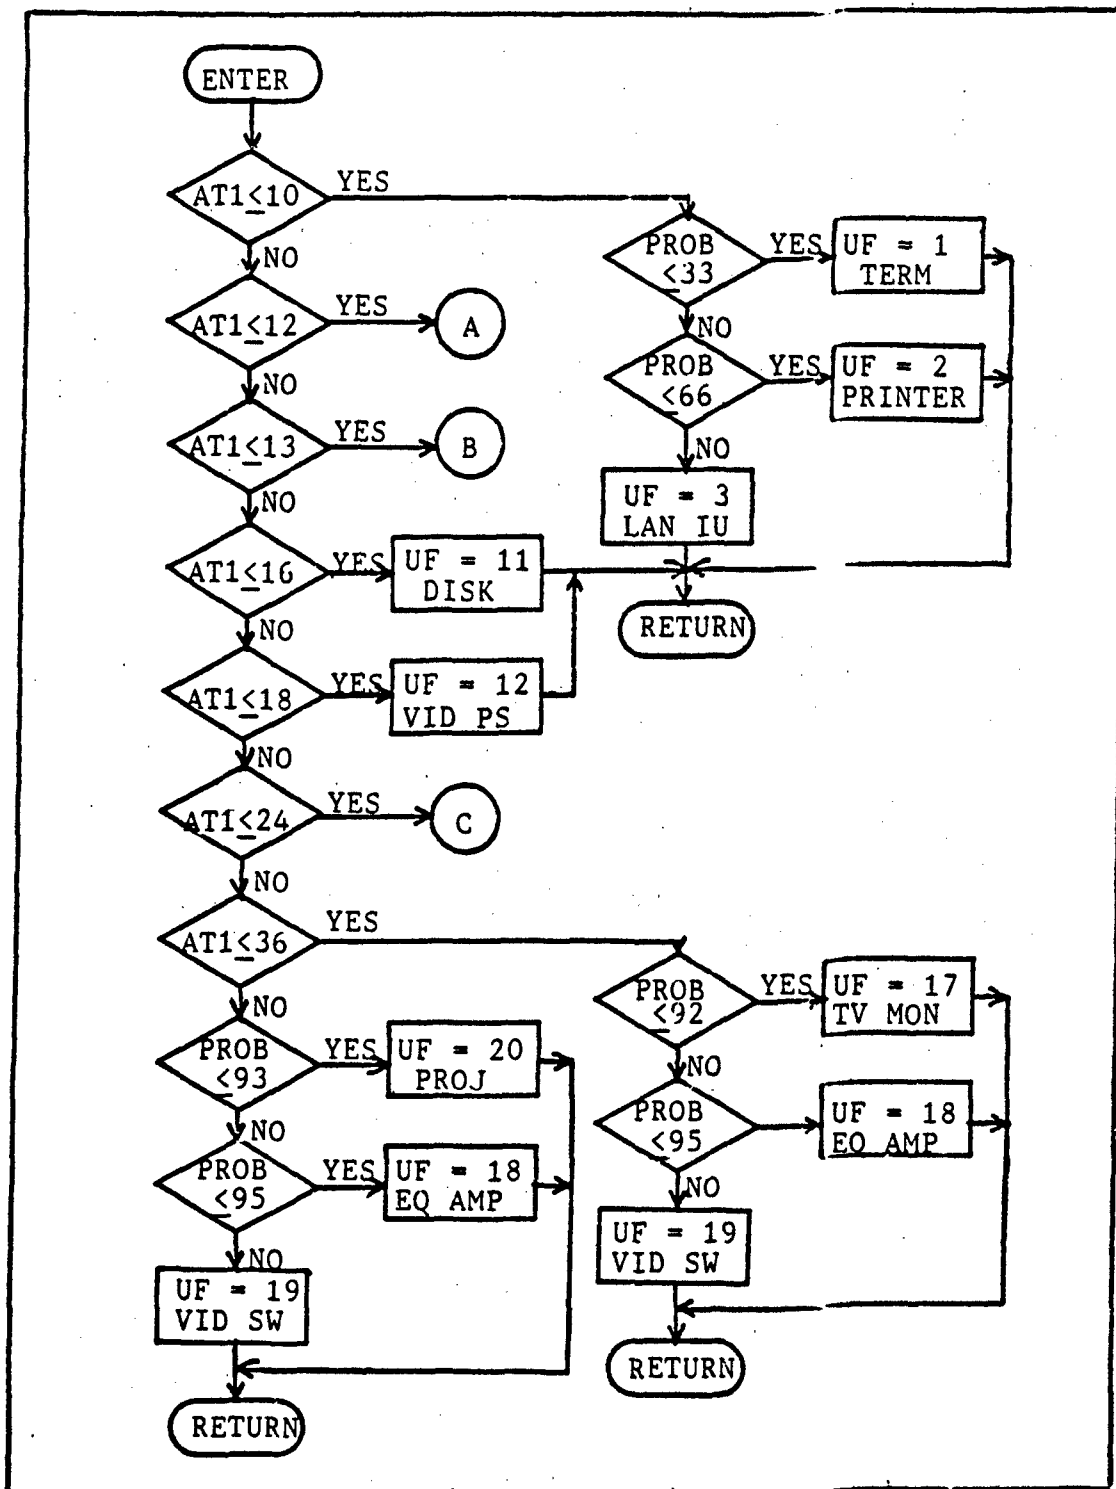 ENTER
AT1≤10
YES
NO
PROB
≤33
YES
UF = 1
TERM
NO
AT1≤12
YES
A
NO
PROB
≤66
YES
UF = 2
PRINTER
NO
UF = 3
LAN IU
RETURN
AT1≤13
YES
B
NO
AT1≤16
YES
UF = 11
DISK
NO
AT1≤18
YES
UF = 12
VID PS
NO
AT1≤24
YES
C
NO
AT1≤36
YES
NO
PROB
≤92
YES
UF = 17
TV MON
NO
PROB
≤95
UF = 18
EQ AMP
NO
UF = 19
VID SW
RETURN
PROB
≤93
YES
UF = 20
PROJ
NO
PROB
≤95
YES
UF = 18
EQ AMP
NO
UF = 19
VID SW
RETURN